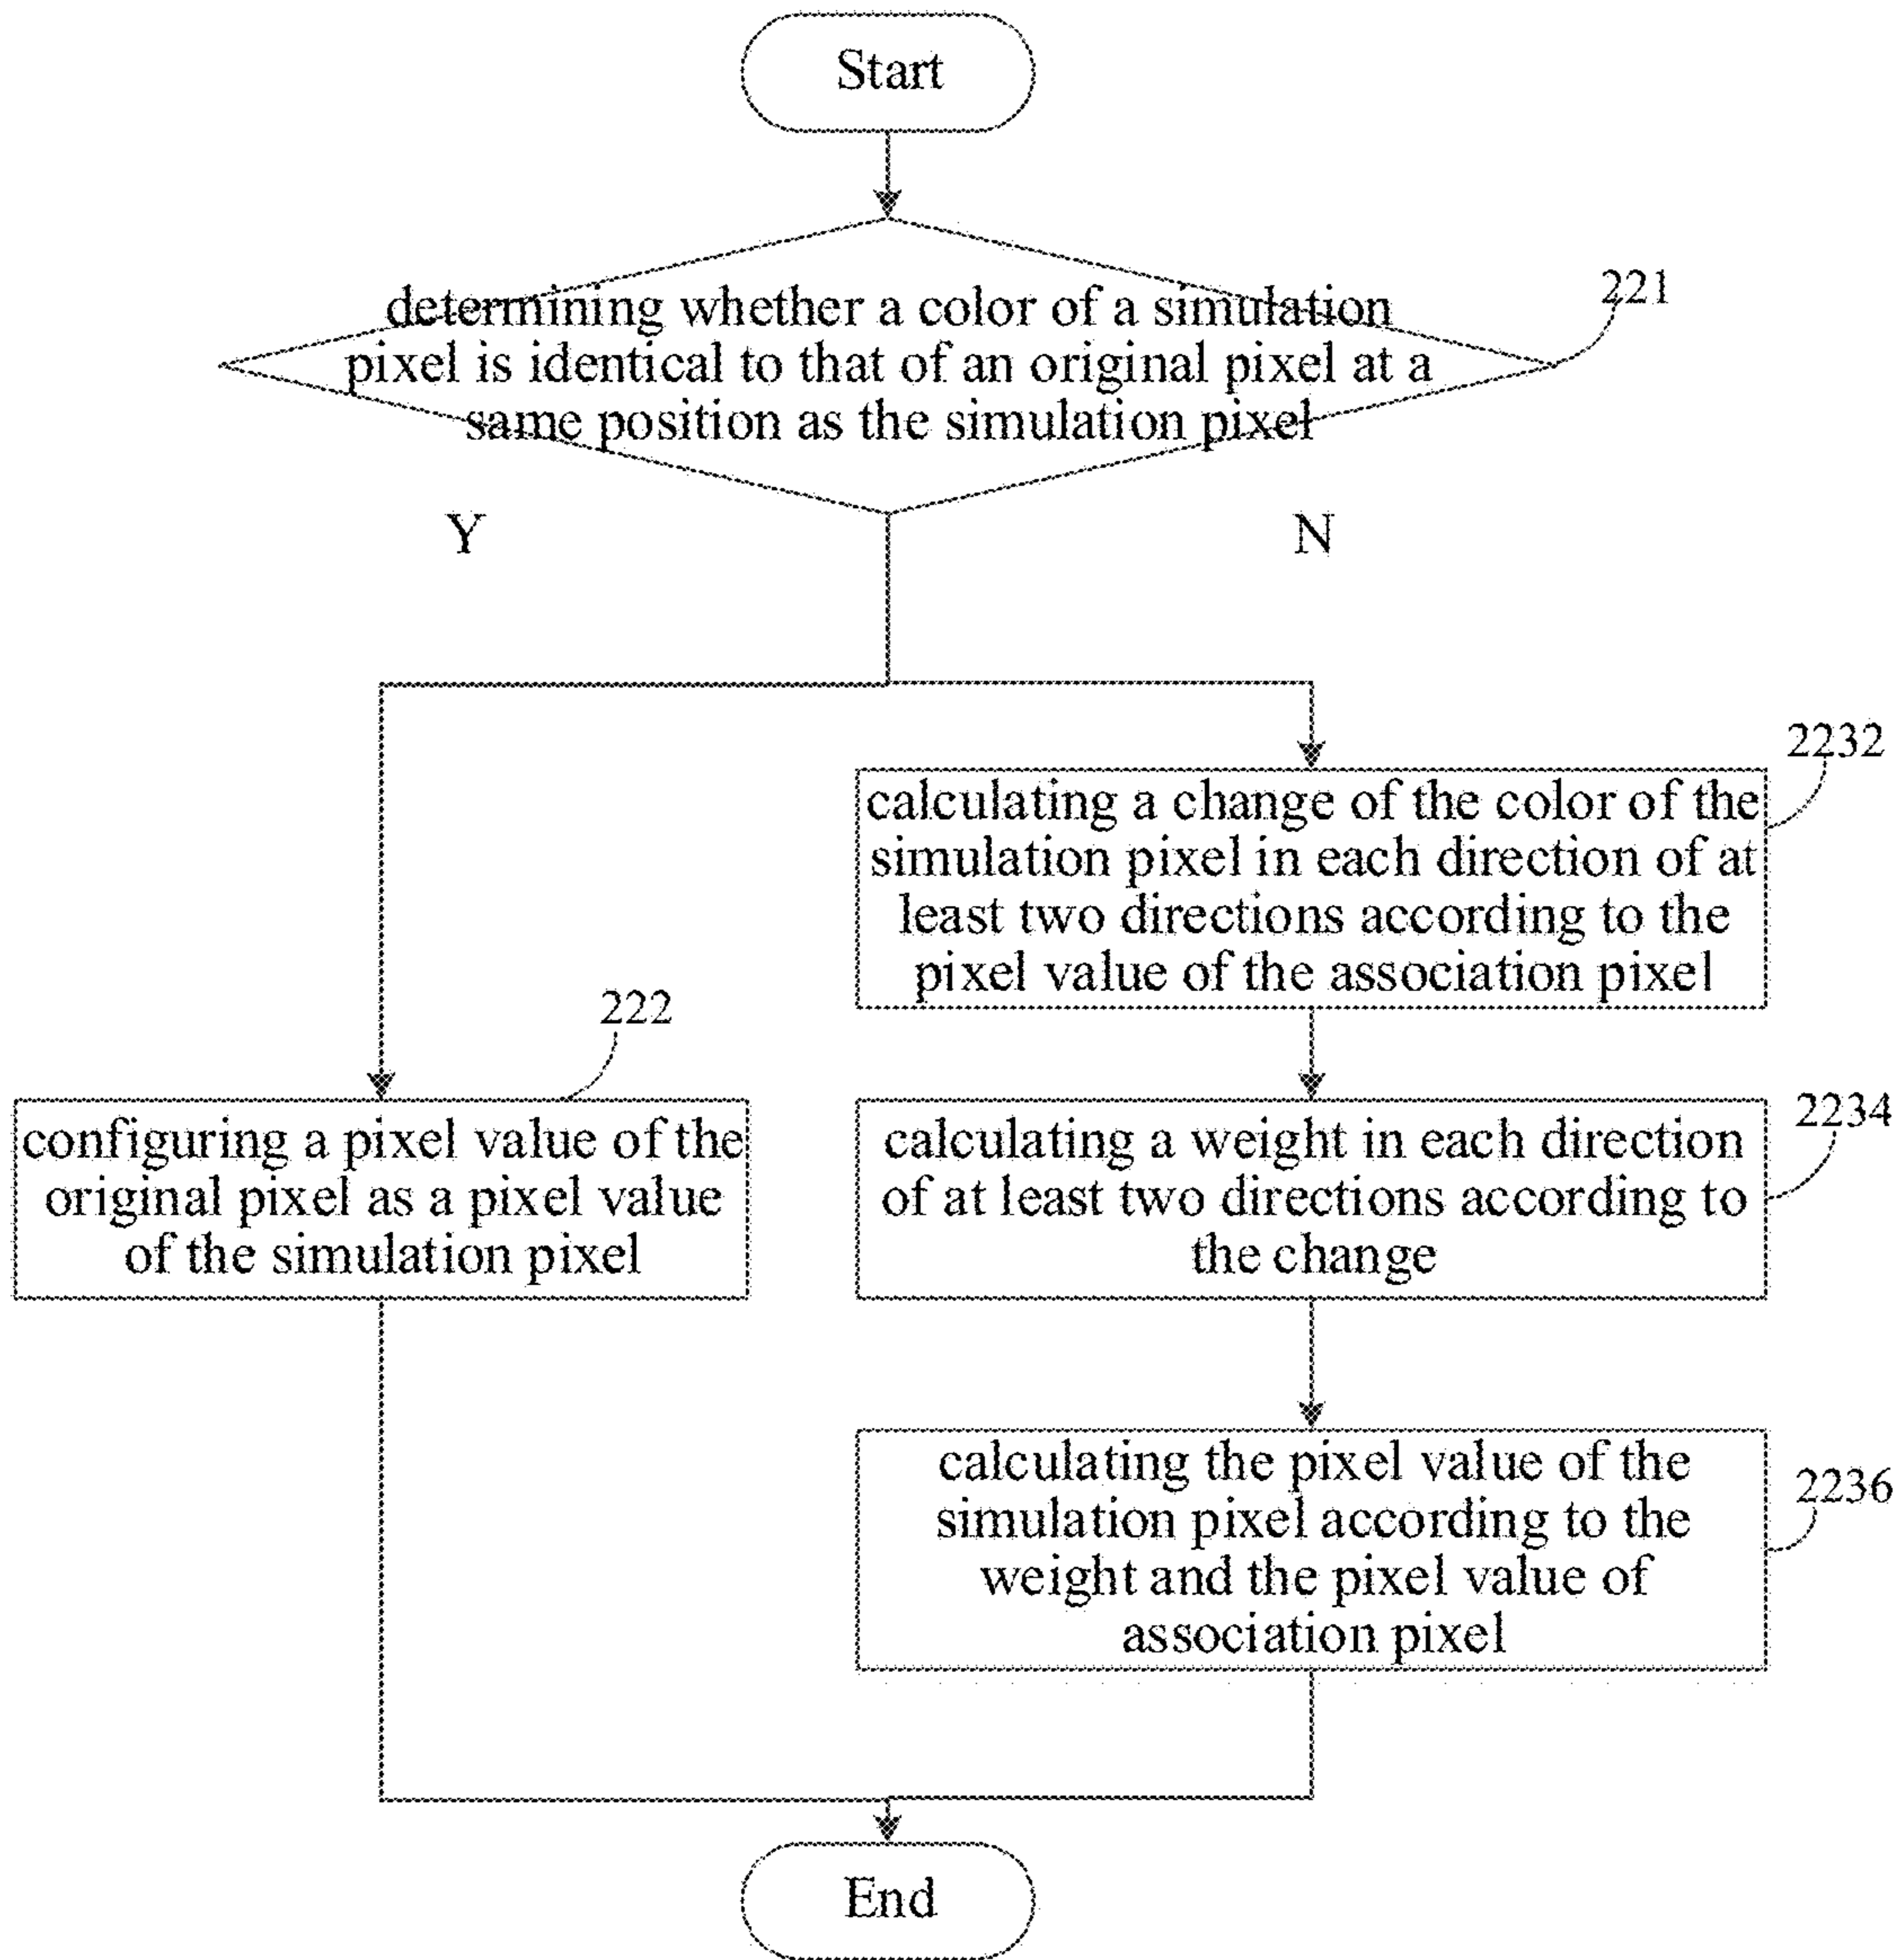 Start
determining whether a color of a simulation
pixel is identical to that of an original pixel at a
same position as the simulation pixel
221
Y
N
2232
calculating a change of the color of the
simulation pixel in each direction of at
least two directions according to the
pixel value of the association pixel
222
configuring a pixel value of the
original pixel as a pixel value
of the simulation pixel
2234
calculating a weight in each direction
of at least two directions according to
the change
2236
calculating the pixel value of the
simulation pixel according to the
weight and the pixel value of
association pixel
End